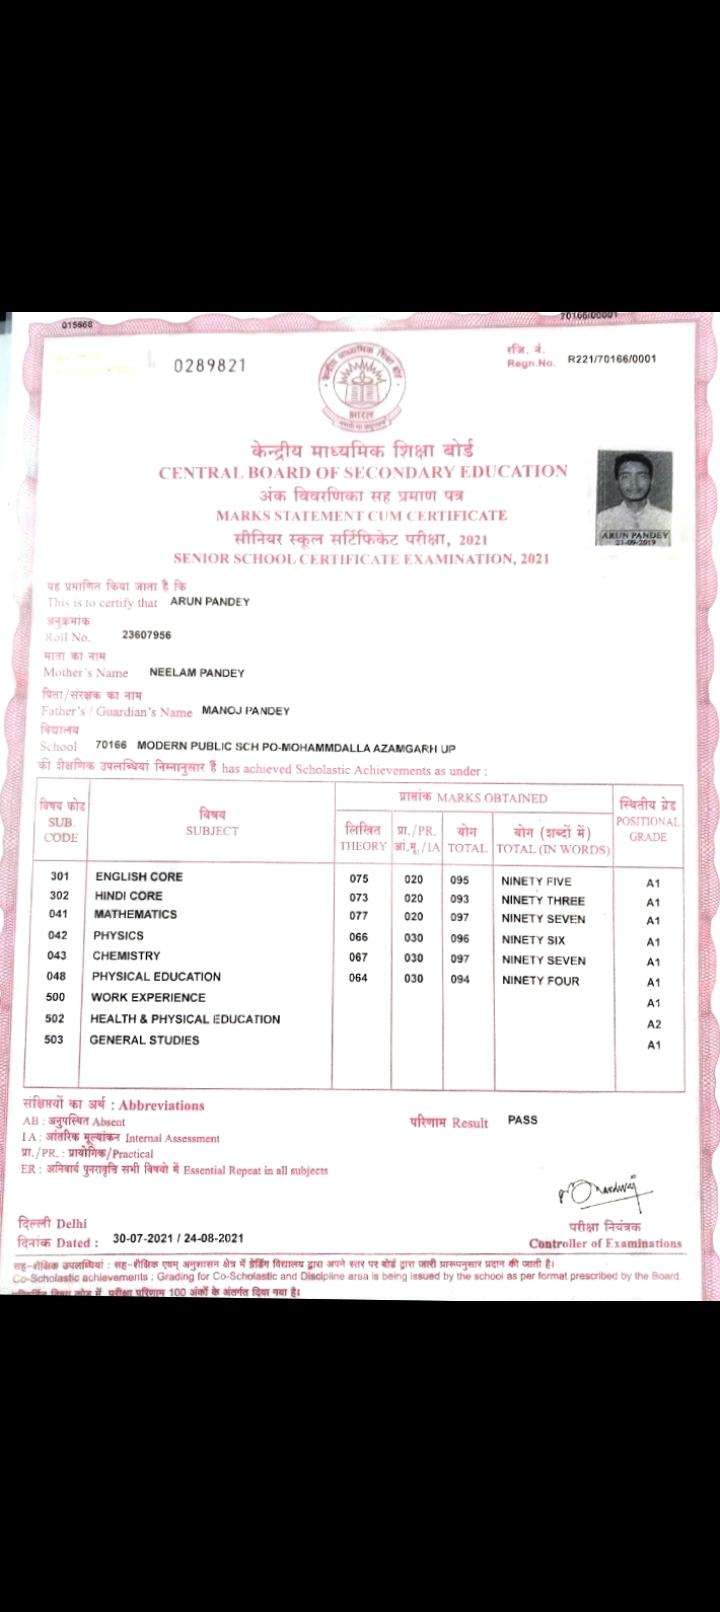 015668
70166/00001
0289821
रजि. नं.
Regn.No. R221/70166/0001
भारत
केन्द्रीय माध्यमिक शिक्षा बोर्ड
CENTRAL BOARD OF SECONDARY EDUCATION
अंक विवरणिका सह प्रमाण पत्र
MARKS STATEMENT CUM CERTIFICATE
सीनियर स्कूल सर्टिफिकेट परीक्षा, 2021
SENIOR SCHOOL CERTIFICATE EXAMINATION, 2021
ARUN PANDEY
21-09-2019
यह प्रमाणित किया जाता है कि
This is to certify that ARUN PANDEY
अनुक्रमांक
Roll No. 23607956
माता का नाम
Mother's Name NEELAM PANDEY
पिता/संरक्षक का नाम
Father's / Guardian's Name MANOJ PANDEY
विद्यालय
School 70166 MODERN PUBLIC SCH PO-MOHAMMDALLA AZAMGARH UP
की शैक्षणिक उपलब्धियां निम्नानुसार हैं has achieved Scholastic Achievements as under :
विषय कोड SUB. CODE
विषय SUBJECT
प्राप्तांक MARKS OBTAINED
स्थितीय ग्रेड POSITIONAL GRADE
लिखित THEORY
प्रा./PR. आं.मू./IA
योग TOTAL
योग (शब्दों में) TOTAL (IN WORDS)
301 ENGLISH CORE 075 020 095 NINETY FIVE A1
302 HINDI CORE 073 020 093 NINETY THREE A1
041 MATHEMATICS 077 020 097 NINETY SEVEN A1
042 PHYSICS 066 030 096 NINETY SIX A1
043 CHEMISTRY 067 030 097 NINETY SEVEN A1
048 PHYSICAL EDUCATION 064 030 094 NINETY FOUR A1
500 WORK EXPERIENCE A1
502 HEALTH & PHYSICAL EDUCATION A2
503 GENERAL STUDIES A1
संक्षिप्तियों का अर्थ : Abbreviations
AB : अनुपस्थित Absent
परिणाम Result PASS
I A : आंतरिक मूल्यांकन Internal Assessment
प्रा./PR. : प्रायोगिक/Practical
ER : अनिवार्य पुनरावृत्ति सभी विषयो में Essential Repeat in all subjects
दिल्ली Delhi
दिनांक Dated : 30-07-2021 / 24-08-2021
परीक्षा नियंत्रक
Controller of Examinations
सह-शैक्षिक उपलब्धियां : सह-शैक्षिक एवम् अनुशासन क्षेत्र में ग्रेडिंग विद्यालय द्वारा अपने स्तर पर बोर्ड द्वारा जारी प्रारूपनुसार प्रदान की जाती है।
Co-Scholastic achievements : Grading for Co-Scholastic and Discipline area is being issued by the school as per format prescribed by the Board.
विषय कोड में परीक्षा परिणाम 100 अंकों के अंतर्गत दिया गया है।